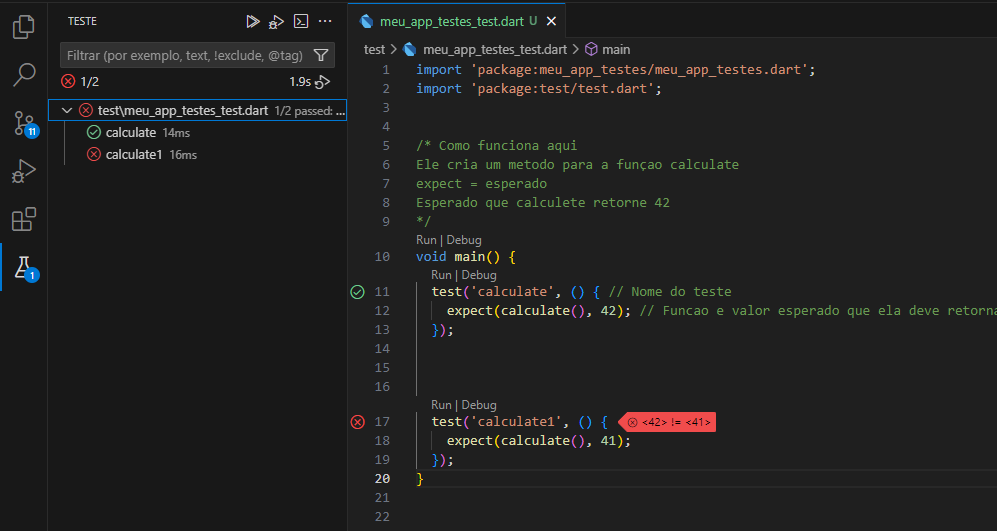 TESTE
meu_app_testes_test.dart U
Filtrar (por exemplo, text, !exclude, @tag)
1/2 1.9s
test\meu_app_testes_test.dart 1/2 passed: ...
calculate 14ms
calculate1 16ms
11
1
test > meu_app_testes_test.dart > main
1 import 'package:meu_app_testes/meu_app_testes.dart';
2 import 'package:test/test.dart';
3
4
5 /* Como funciona aqui
6 Ele cria um metodo para a funçao calculate
7 expect = esperado
8 Esperado que calculete retorne 42
9 */
Run | Debug
10 void main() {
Run | Debug
11 test('calculate', () { // Nome do teste
12 expect(calculate(), 42); // Funcao e valor esperado que ela deve retorna
13 });
14
15
16
Run | Debug
17 test('calculate1', () { <42> != <41>
18 expect(calculate(), 41);
19 });
20 }
21
22